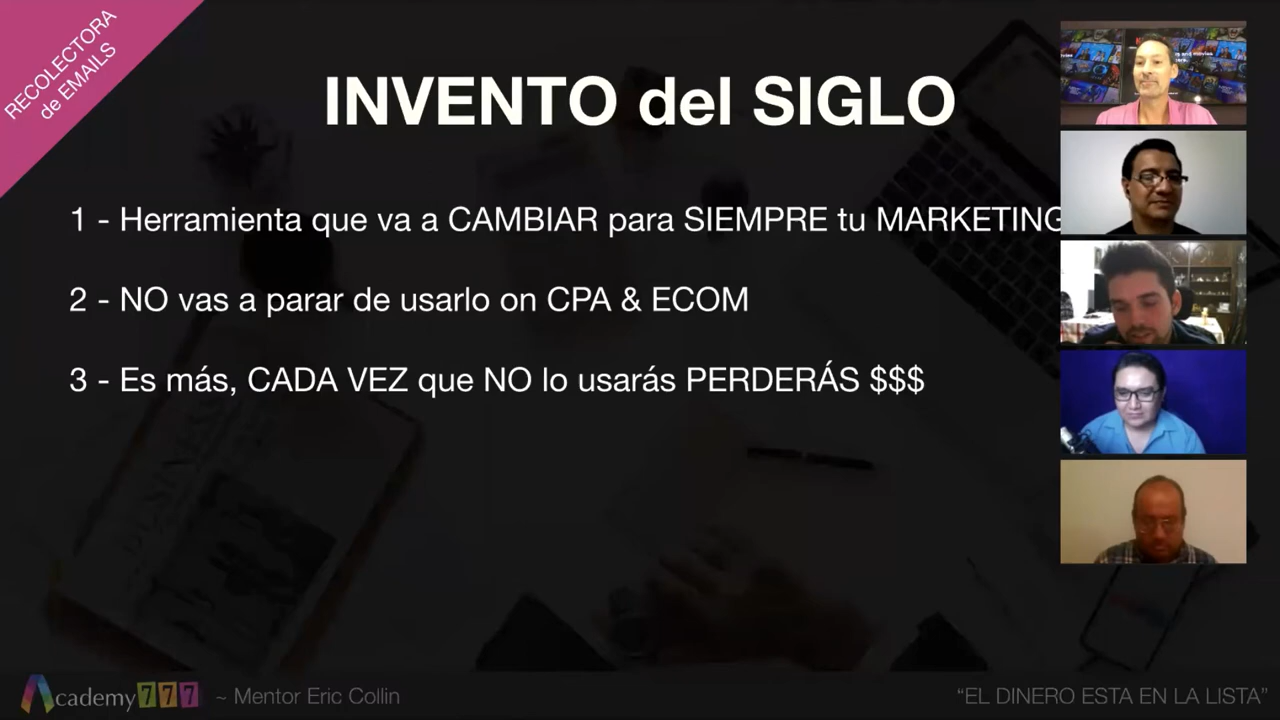 RECOLECTORA
de EMAILS
INVENTO del SIGLO
1 - Herramienta que va a CAMBIAR para SIEMPRE tu MARKETING
2 - NO vas a parar de usarlo on CPA & ECOM
3 - Es más, CADA VEZ que NO lo usarás PERDERÁS $$$
Academy777 ~ Mentor Eric Collin
“EL DINERO ESTA EN LA LISTA”